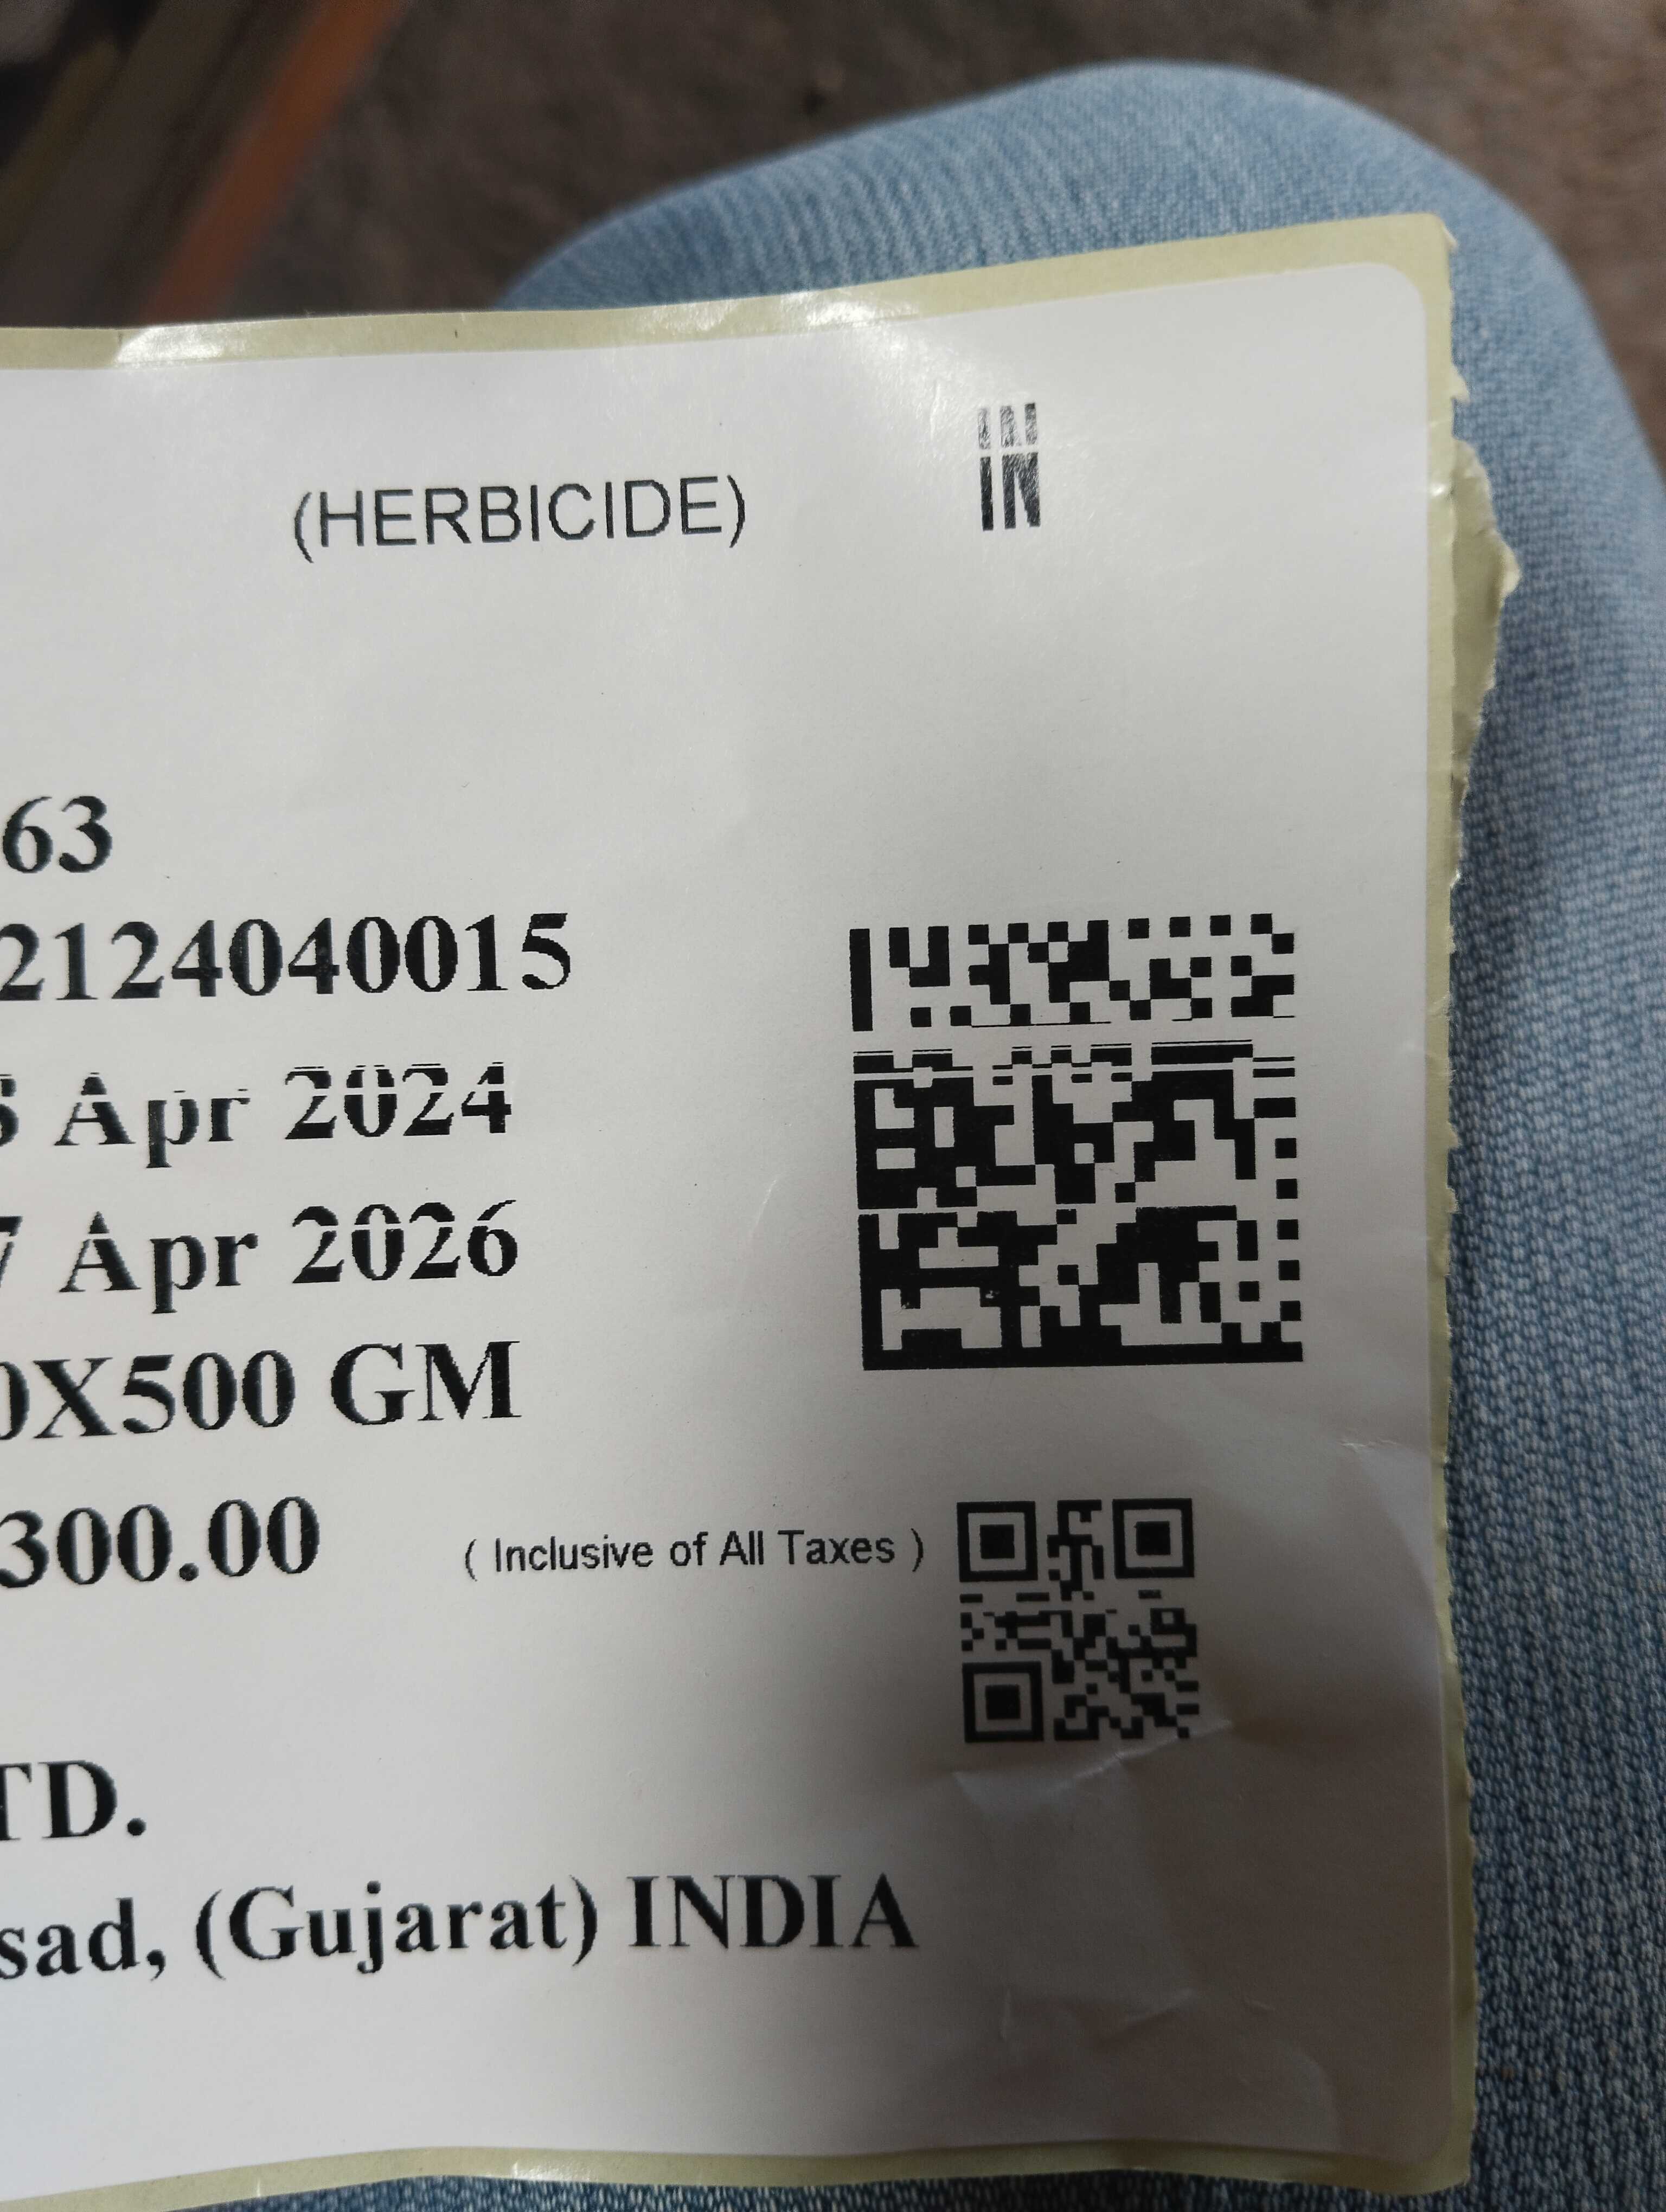 (HERBICIDE)
IN
63
2124040015
Apr 2024
7 Apr 2026
0X500 GM
300.00 ( Inclusive of All Taxes )
TD.
sad, (Gujarat) INDIA